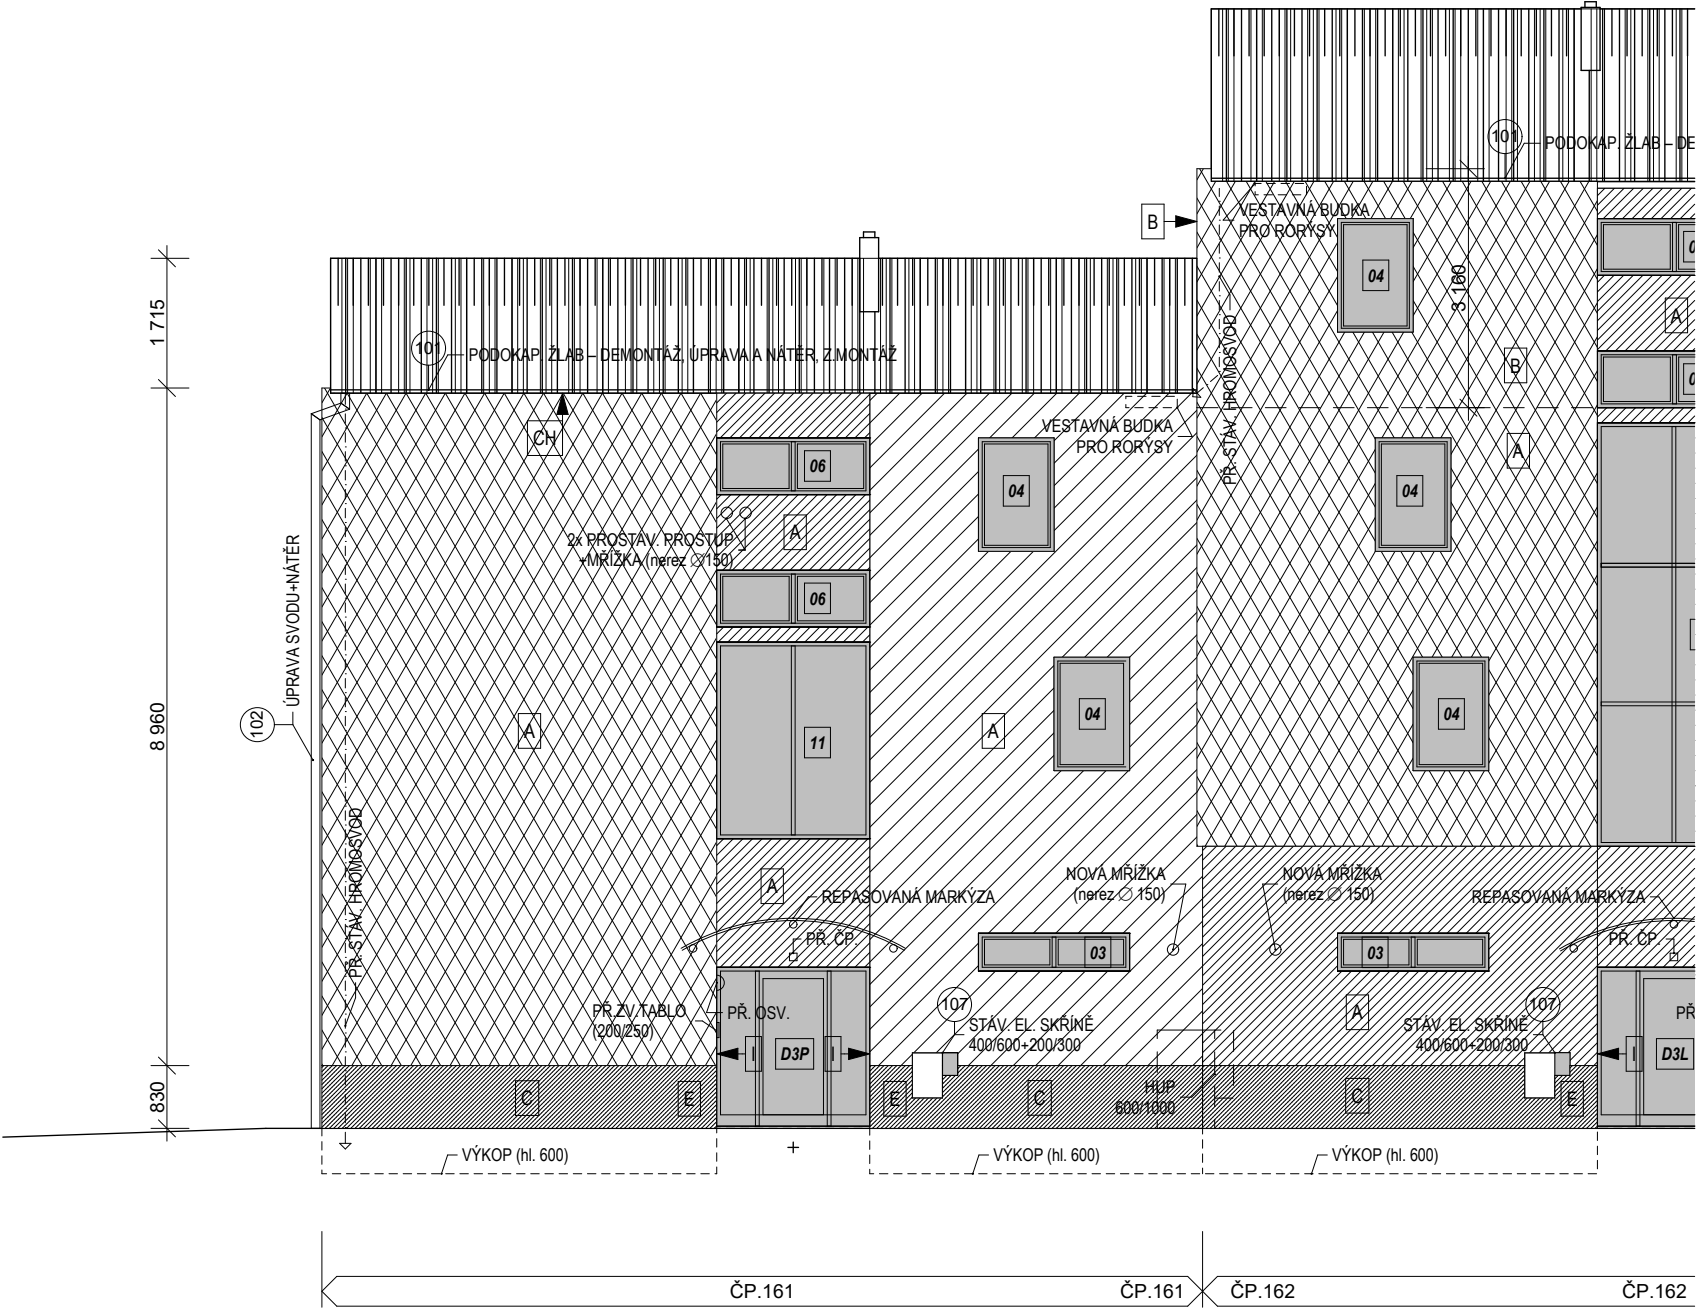 101
PODOKAP. ŽLAB – DE
B
VESTAVNÁ BUDKA
PRO RORÝSY
04
3 160
A
1 715
101
PODOKAP. ŽLAB – DEMONTÁŽ, ÚPRAVA A NÁTĚR, Z.MONTÁŽ
PŘ. STÁV. HROMOSVOD
B
CH
VESTAVNÁ BUDKA
PRO RORÝSY
A
06
04
04
2x PROSTAV. PROSTUP
+MŘÍŽKA (nerez ∅150)
A
06
102
ÚPRAVA SVODU+NÁTĚR
8 960
A
11
A
04
04
PŘ. STÁV. HROMOSVOD
A
REPASOVANÁ MARKÝZA
NOVÁ MŘÍŽKA
(nerez ∅ 150)
NOVÁ MŘÍŽKA
(nerez ∅ 150)
REPASOVANÁ MARKÝZA
PŘ. ČP.
03
03
PŘ. ČP.
PŘ.ZV.TABLO
(200/250)
PŘ. OSV.
107
STÁV. EL. SKŘÍNĚ
400/600+200/300
A
107
STÁV. EL. SKŘÍNĚ
400/600+200/300
PŘ
I
D3P
I
I
D3L
830
C
E
E
C
HUP
600/1000
C
E
VÝKOP (hl. 600)
VÝKOP (hl. 600)
VÝKOP (hl. 600)
ČP.161
ČP.161
ČP.162
ČP.162